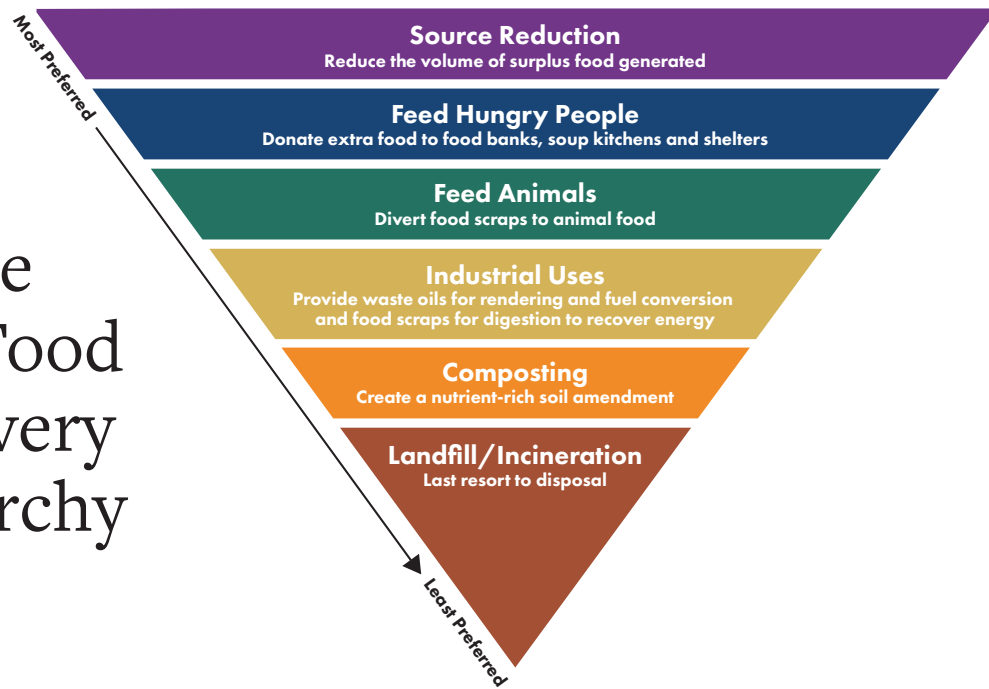 Most Preferred
Source Reduction
Reduce the volume of surplus food generated
Feed Hungry People
Donate extra food to food banks, soup kitchens and shelters
Feed Animals
Divert food scraps to animal food
Industrial Uses
Provide waste oils for rendering and fuel conversion
and food scraps for digestion to recover energy
Composting
Create a nutrient-rich soil amendment
Landfill/Incineration
Last resort to disposal
Least Preferred
e
ood
very
rchy